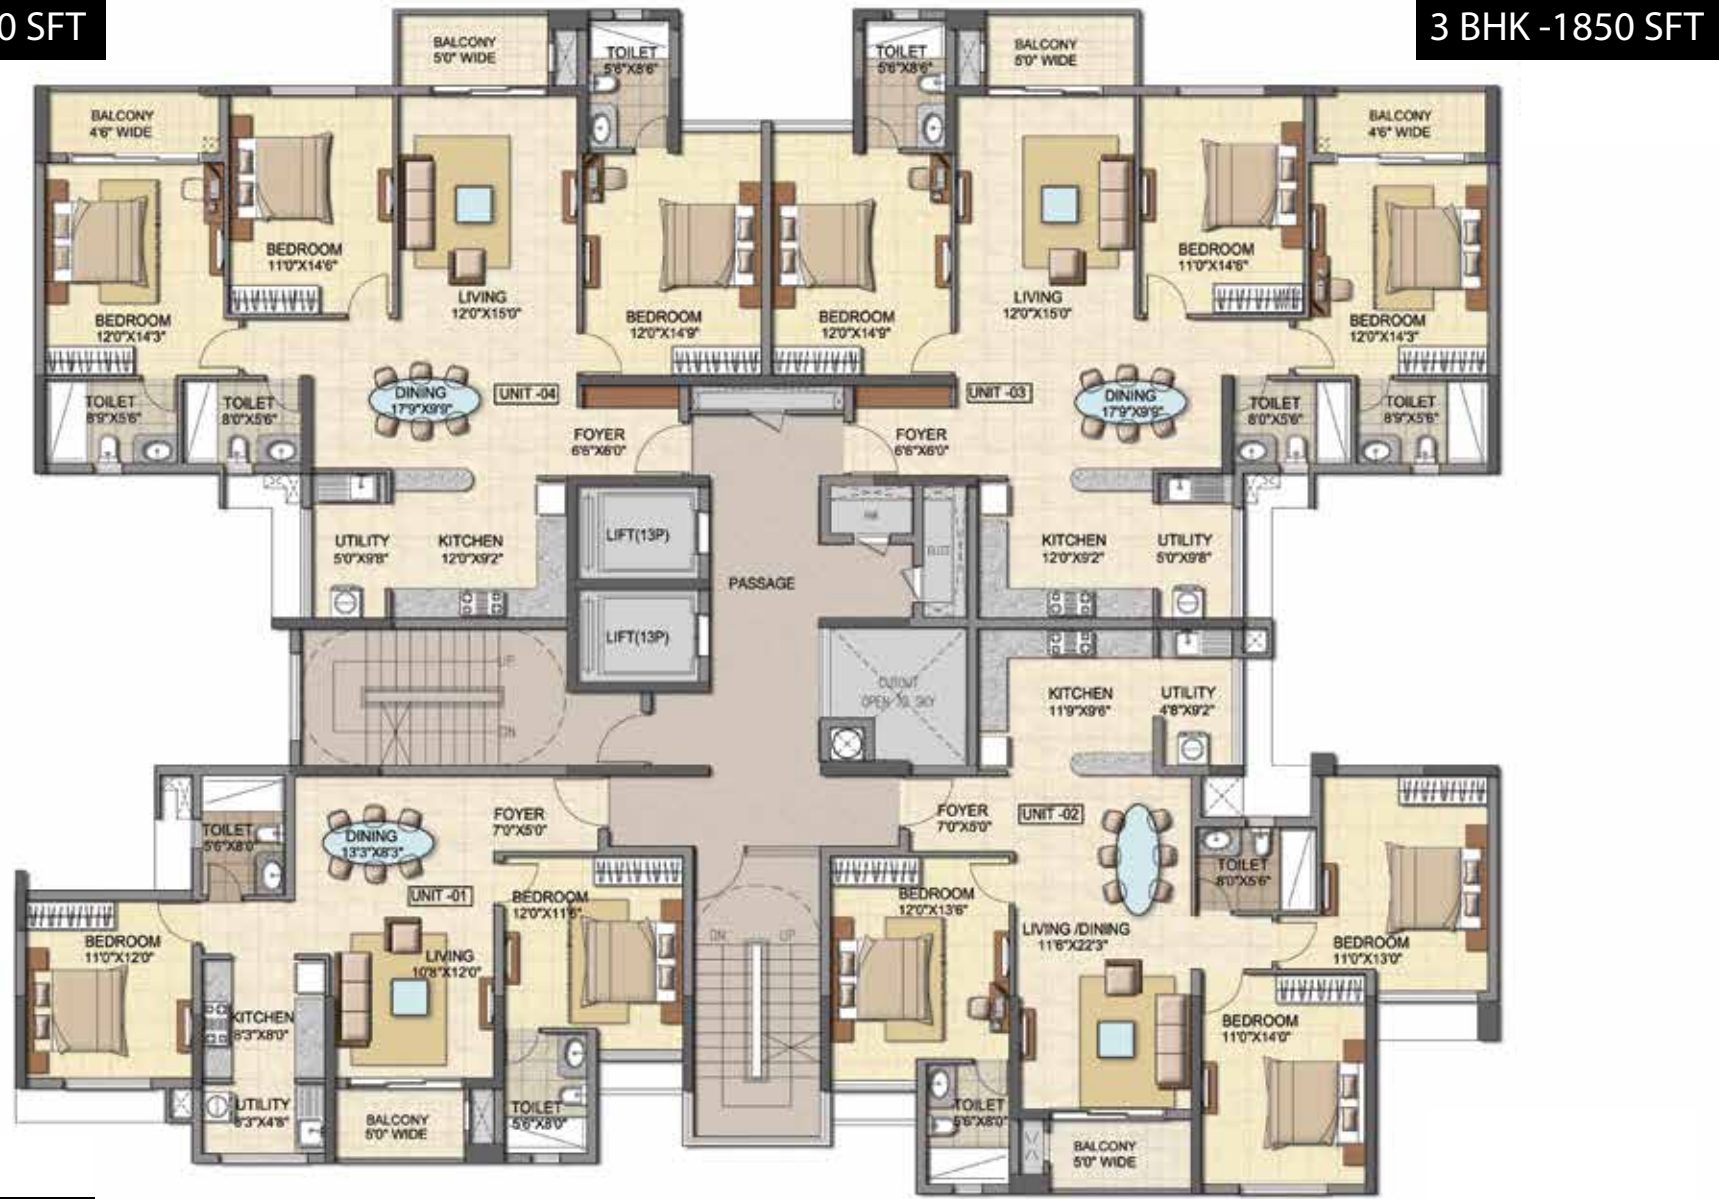 0 SFT
3 BHK -1850 SFT
BALCONY
5'0" WIDE
TOILET
5'6"X8'6"
TOILET
5'6"X8'6"
BALCONY
5'0" WIDE
BALCONY
4'6" WIDE
BALCONY
4'6" WIDE
BEDROOM
11'0"X14'6"
BEDROOM
11'0"X14'6"
LIVING
12'0"X15'0"
LIVING
12'0"X15'0"
BEDROOM
12'0"X14'3"
BEDROOM
12'0"X14'9"
BEDROOM
12'0"X14'9"
BEDROOM
12'0"X14'3"
TOILET
8'9"X5'6"
TOILET
8'0"X5'6"
DINING
17'9"X9'9"
UNIT -04
UNIT -03
DINING
17'9"X9'9"
TOILET
8'0"X5'6"
TOILET
8'9"X5'6"
FOYER
6'6"X6'0"
FOYER
6'6"X6'0"
UTILITY
5'0"X9'8"
KITCHEN
12'0"X9'2"
LIFT(13P)
ELEC
KITCHEN
12'0"X9'2"
UTILITY
5'0"X9'8"
PASSAGE
LIFT(13P)
UP
DN
CUTOUT
OPEN TO SKY
KITCHEN
11'9"X9'6"
UTILITY
4'8"X9'2"
FOYER
7'0"X5'0"
FOYER
7'0"X5'0"
UNIT -02
TOILET
5'6"X8'0"
DINING
13'3"X8'3"
UNIT -01
TOILET
8'0"X5'6"
BEDROOM
12'0"X11'6"
BEDROOM
12'0"X13'6"
DN UP
LIVING /DINING
11'6"X22'3"
BEDROOM
11'0"X12'0"
LIVING
10'8"X12'0"
BEDROOM
11'0"X13'0"
KITCHEN
8'3"X8'0"
BEDROOM
11'0"X14'0"
UTILITY
8'3"X4'8"
BALCONY
5'0" WIDE
TOILET
5'6"X8'0"
TOILET
5'6"X8'0"
BALCONY
5'0" WIDE